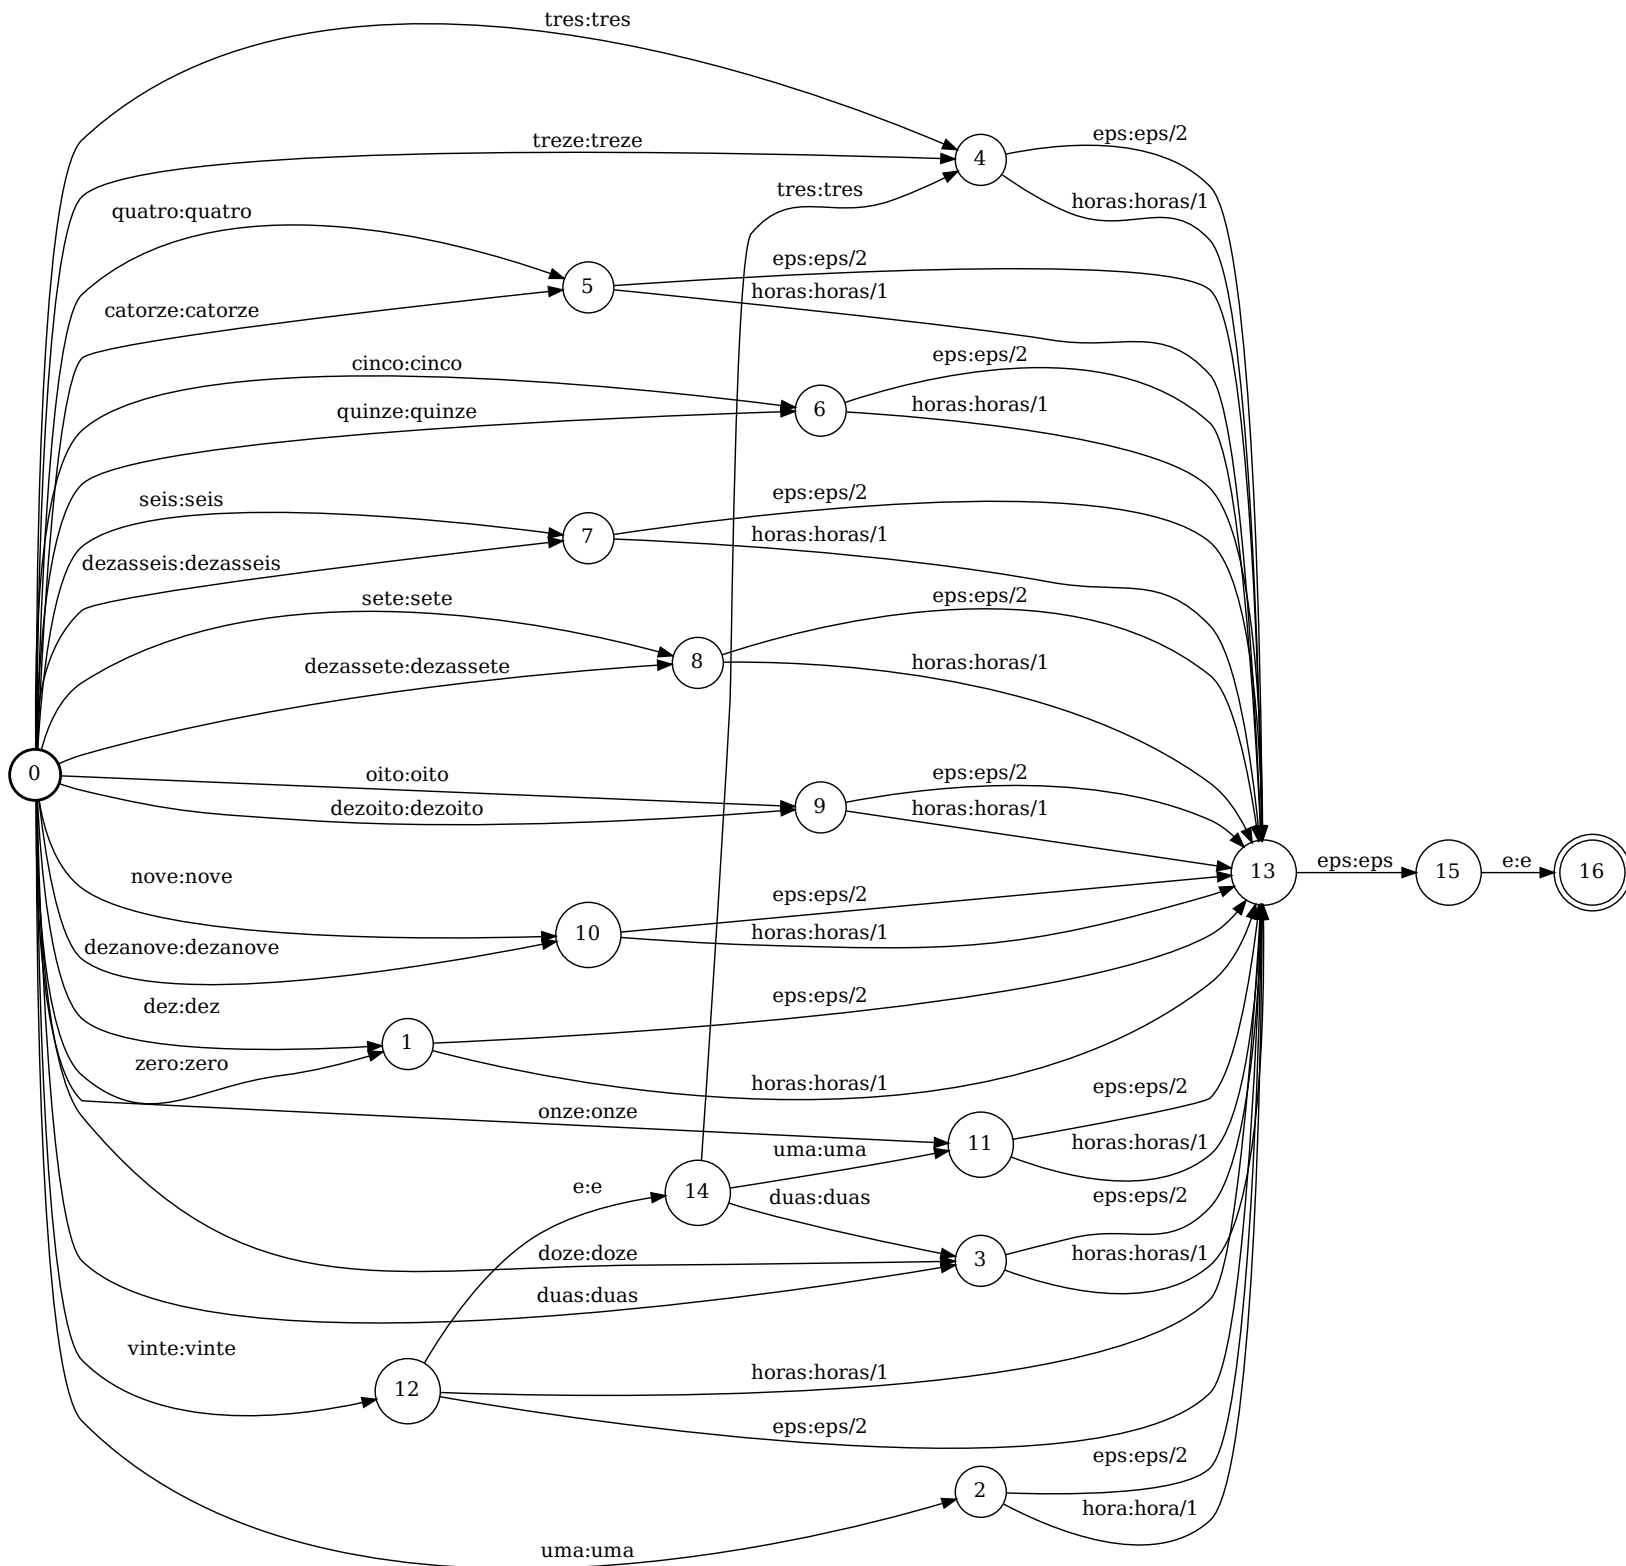 tres:tres
eps:eps/2
treze:treze
4
tres:tres
horas:horas/1
quatro:quatro
eps:eps/2
5
horas:horas/1
catorze:catorze
eps:eps/2
cinco:cinco
horas:horas/1
6
quinze:quinze
eps:eps/2
seis:seis
horas:horas/1
7
dezasseis:dezasseis
eps:eps/2
sete:sete
8
horas:horas/1
dezassete:dezassete
0
oito:oito
eps:eps/2
9
horas:horas/1
dezoito:dezoito
13
eps:eps
15
e:e
16
nove:nove
eps:eps/2
10
horas:horas/1
dezanove:dezanove
eps:eps/2
dez:dez
1
zero:zero
horas:horas/1
eps:eps/2
onze:onze
11
horas:horas/1
uma:uma
e:e
14
duas:duas
eps:eps/2
doze:doze
3
horas:horas/1
duas:duas
vinte:vinte
12
horas:horas/1
eps:eps/2
eps:eps/2
2
hora:hora/1
uma:uma